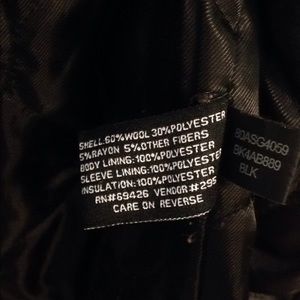 SHELL:60%WOOL 30%POLYESTER
5%RAYON 5%OTHER FIBERS
BODY LINING:100%POLYESTER
SLEEVE LINING:100%POLYESTER
INSULATION:100%POLYESTER
RN#69426 VENDOR#295
CARE ON REVERSE
80ASG4059
BK4AB889
BLK